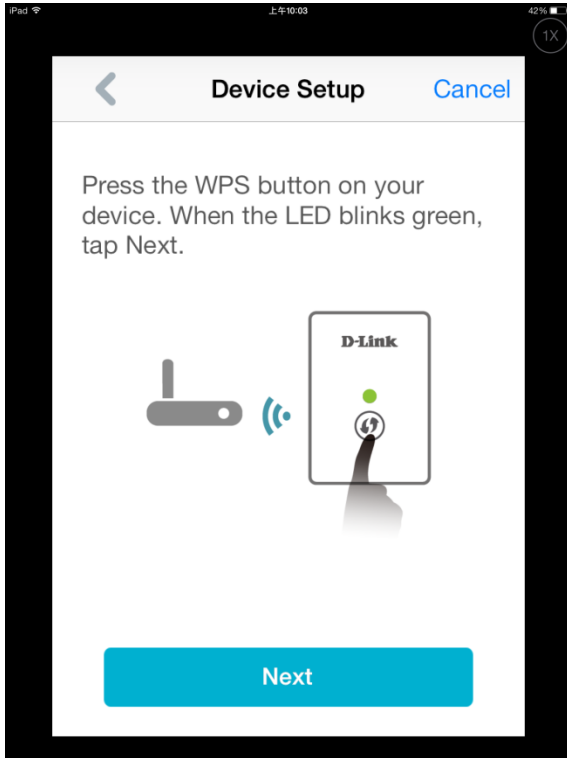 iPad 上午10:03 42%
1X
Device Setup Cancel
Press the WPS button on your
device. When the LED blinks green,
tap Next.
D-Link
Next